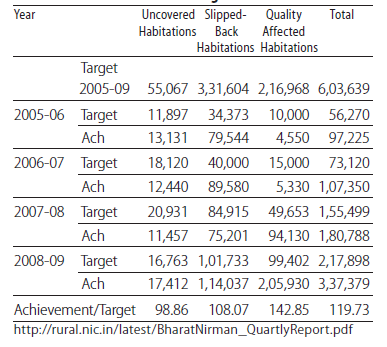 Year Uncovered Slipped- Quality Total
Habitations Back Affected
Habitations Habitations
Target
2005-09 55,067 3,31,604 2,16,968 6,03,639
2005-06 Target 11,897 34,373 10,000 56,270
Ach 13,131 79,544 4,550 97,225
2006-07 Target 18,120 40,000 15,000 73,120
Ach 12,440 89,580 5,330 1,07,350
2007-08 Target 20,931 84,915 49,653 1,55,499
Ach 11,457 75,201 94,130 1,80,788
2008-09 Target 16,763 1,01,733 99,402 2,17,898
Ach 17,412 1,14,037 2,05,930 3,37,379
Achievement/Target 98.86 108.07 142.85 119.73
http://rural.nic.in/latest/BharatNirman_QuartlyReport.pdf